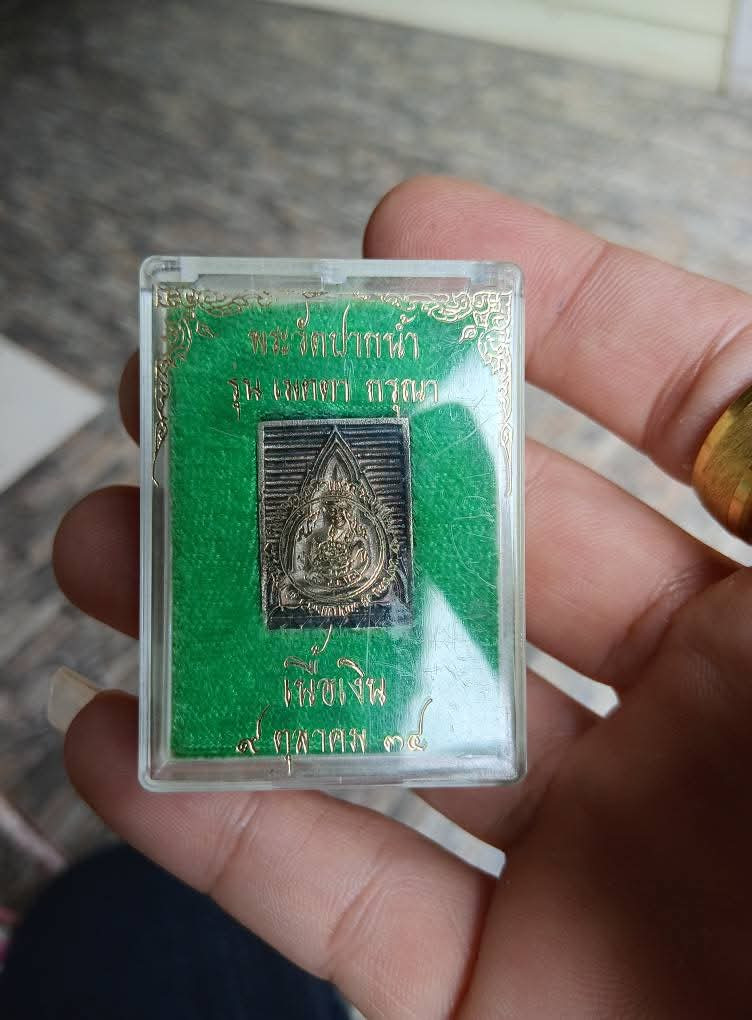 พระวัดปากน้ำ
รุ่น เมตตา กรุณา
เนื้อเงิน
๙ ตุลาคม ๓๔